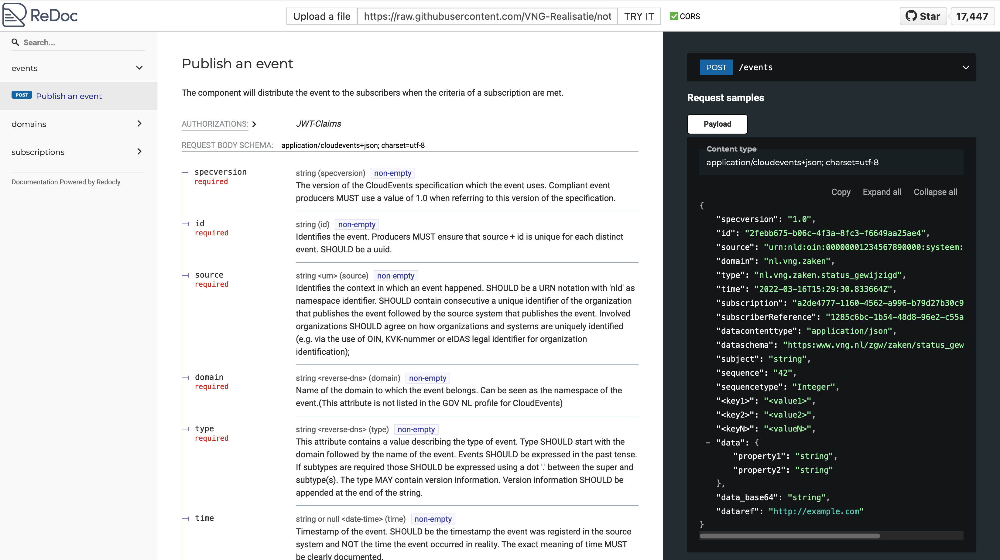 ReDoc
Upload a file
https://raw.githubusercontent.com/VNG-Realisatie/not
TRY IT
CORS
Star
17,447
Search...
events
POST Publish an event
domains
subscriptions
Documentation Powered by Redocly
Publish an event
The component will distribute the event to the subscribers when the criteria of a subscription are met.
AUTHORIZATIONS: JWT-Claims
REQUEST BODY SCHEMA: application/cloudevents+json; charset=utf-8
specversion
required
string (specversion) non-empty
The version of the CloudEvents specification which the event uses. Compliant event
producers MUST use a value of 1.0 when referring to this version of the specification.
id
required
string (id) non-empty
Identifies the event. Producers MUST ensure that source + id is unique for each distinct
event. SHOULD be a uuid.
source
required
string <urn> (source) non-empty
Identifies the context in which an event happened. SHOULD be a URN notation with 'nld' as
namespace identifier. SHOULD contain consecutive a unique identifier of the organization
that publishes the event followed by the source system that publishes the event. Involved
organizations SHOULD agree on how organizations and systems are uniquely identified
(e.g. via the use of OIN, KVK-nummer or eIDAS legal identifier for organization
identification);
domain
required
string <reverse-dns> (domain) non-empty
Name of the domain to which the event belongs. Can be seen as the namespace of the
event.(This attribute is not listed in the GOV NL profile for CloudEvents)
type
required
string <reverse-dns> (type) non-empty
This attribute contains a value describing the type of event. Type SHOULD start with the
domain followed by the name of the event. Events SHOULD be expressed in the past tense.
If subtypes are required those SHOULD be expressed using a dot '.' between the super and
subtype(s). The type MAY contain version information. Version information SHOULD be
appended at the end of the string.
time
string or null <date-time> (time) non-empty
Timestamp of the event. SHOULD be the timestamp the event was registerd in the source
system and NOT the time the event occurred in reality. The exact meaning of time MUST
be clearly documented.
POST /events
Request samples
Payload
Content type
application/cloudevents+json; charset=utf-8
Copy Expand all Collapse all
{
"specversion": "1.0",
"id": "2febb675-b06c-4f3a-8fc3-f6649aa25ae4",
"source": "urn:nld:oin:00000001234567890000:systeem:
"domain": "nl.vng.zaken",
"type": "nl.vng.zaken.status_gewijzigd",
"time": "2022-03-16T15:29:30.833664Z",
"subscription": "a2de4777-1160-4562-a996-b79d27b30c9
"subscriberReference": "1285c6bc-1b54-48d8-96e2-c55a
"datacontenttype": "application/json",
"dataschema": "https:www.vng.nl/zgw/zaken/status_gew
"subject": "string",
"sequence": "42",
"sequencetype": "Integer",
"<key1>": "<value1>",
"<key2>": "<value2>",
"<keyN>": "<valueN>",
- "data": {
"property1": "string",
"property2": "string"
},
"data_base64": "string",
"dataref": "http://example.com"
}